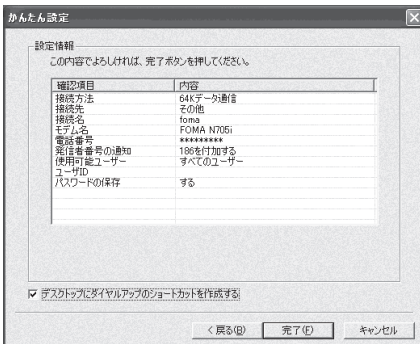 かんたん設定
設定情報
この内容でよろしければ、完了ボタンを押してください。
確認項目 内容
接続方法 64Kデータ通信
接続先 その他
接続名 foma
モデム名 FOMA N705i
電話番号 *********
発信者番号の通知 186を付加する
使用可能ユーザー すべてのユーザー
ユーザID
パスワードの保存 する
デスクトップにダイヤルアップのショートカットを作成する
< 戻る(B) 完了(F) キャンセル